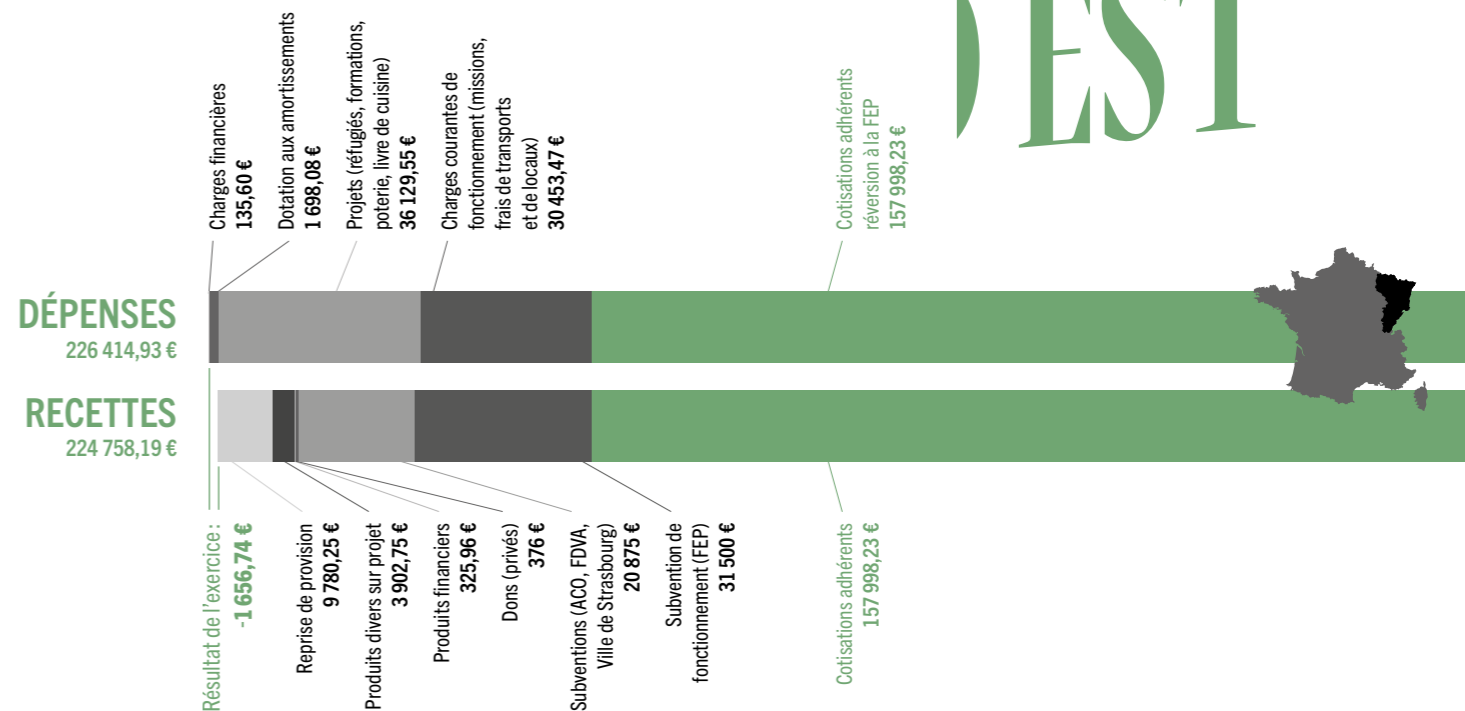 D EST
Charges financières
135,60 €
Dotation aux amortissements
1 698,08 €
Projets (réfugiés, formations,
poterie, livre de cuisine)
36 129,55 €
Charges courantes de
fonctionnement (missions,
frais de transports
et de locaux)
30 453,47 €
Cotisations adhérents
réversion à la FEP
157 998,23 €
DÉPENSES
226 414,93 €
RECETTES
224 758,19 €
Résultat de l'exercice :
-1 656,74 €
Reprise de provision
9 780,25 €
Produits divers sur projet
3 902,75 €
Produits financiers
325,96 €
Dons (privés)
376 €
Subventions (ACO, FDVA,
Ville de Strasbourg)
20 875 €
Subvention de
fonctionnement (FEP)
31 500 €
Cotisations adhérents
157 998,23 €